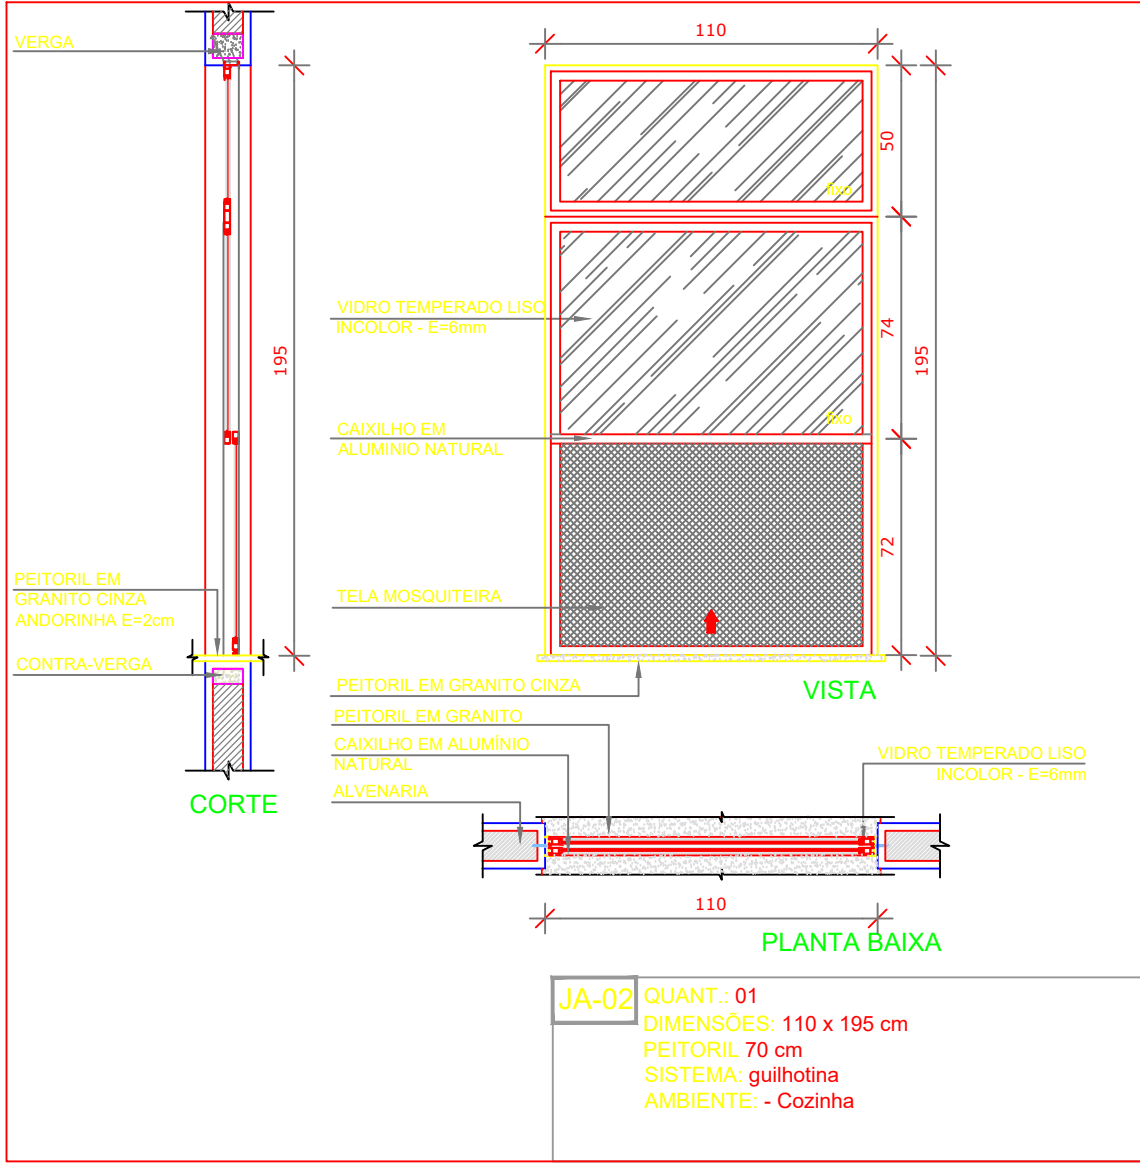 VERGA
195
PEITORIL EM
GRANITO CINZA
ANDORINHA E=2cm
CONTRA-VERGA
CORTE
110
50
fixo
VIDRO TEMPERADO LISO
INCOLOR - E=6mm
74
195
fixo
CAIXILHO EM
ALUMINIO NATURAL
72
TELA MOSQUITEIRA
PEITORIL EM GRANITO CINZA
VISTA
PEITORIL EM GRANITO
CAIXILHO EM ALUMÍNIO
NATURAL
ALVENARIA
VIDRO TEMPERADO LISO
INCOLOR - E=6mm
110
PLANTA BAIXA
JA-02
QUANT.: 01
DIMENSÕES: 110 x 195 cm
PEITORIL 70 cm
SISTEMA: guilhotina
AMBIENTE: - Cozinha